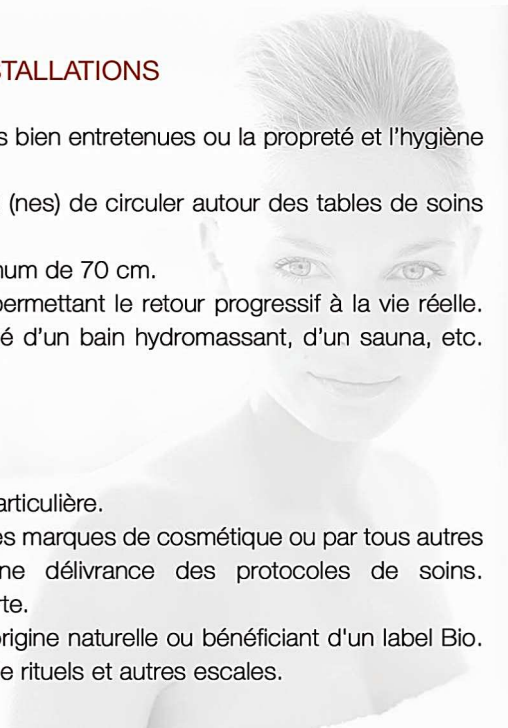 TALLATIONS
s bien entretenues ou la propreté et l'hygiène
(nes) de circuler autour des tables de soins
num de 70 cm.
permettant le retour progressif à la vie réelle.
é d'un bain hydromassant, d'un sauna, etc.
articulière.
es marques de cosmétique ou par tous autres
ne délivrance des protocoles de soins.
rte.
origine naturelle ou bénéficiant d'un label Bio.
e rituels et autres escales.